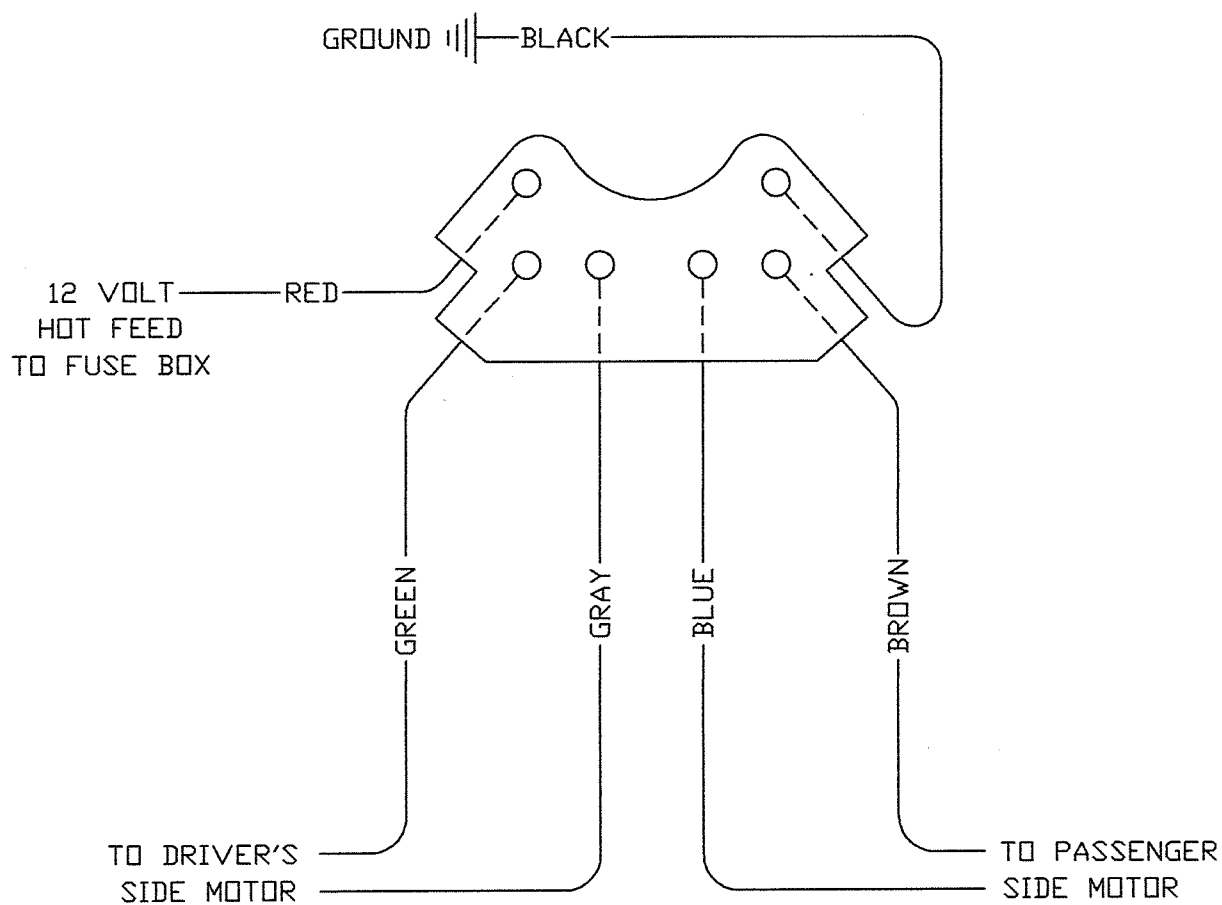 GROUND
BLACK
12 VOLT
HOT FEED
TO FUSE BOX
RED
GREEN
GRAY
BLUE
BROWN
TO DRIVER'S
SIDE MOTOR
TO PASSENGER
SIDE MOTOR